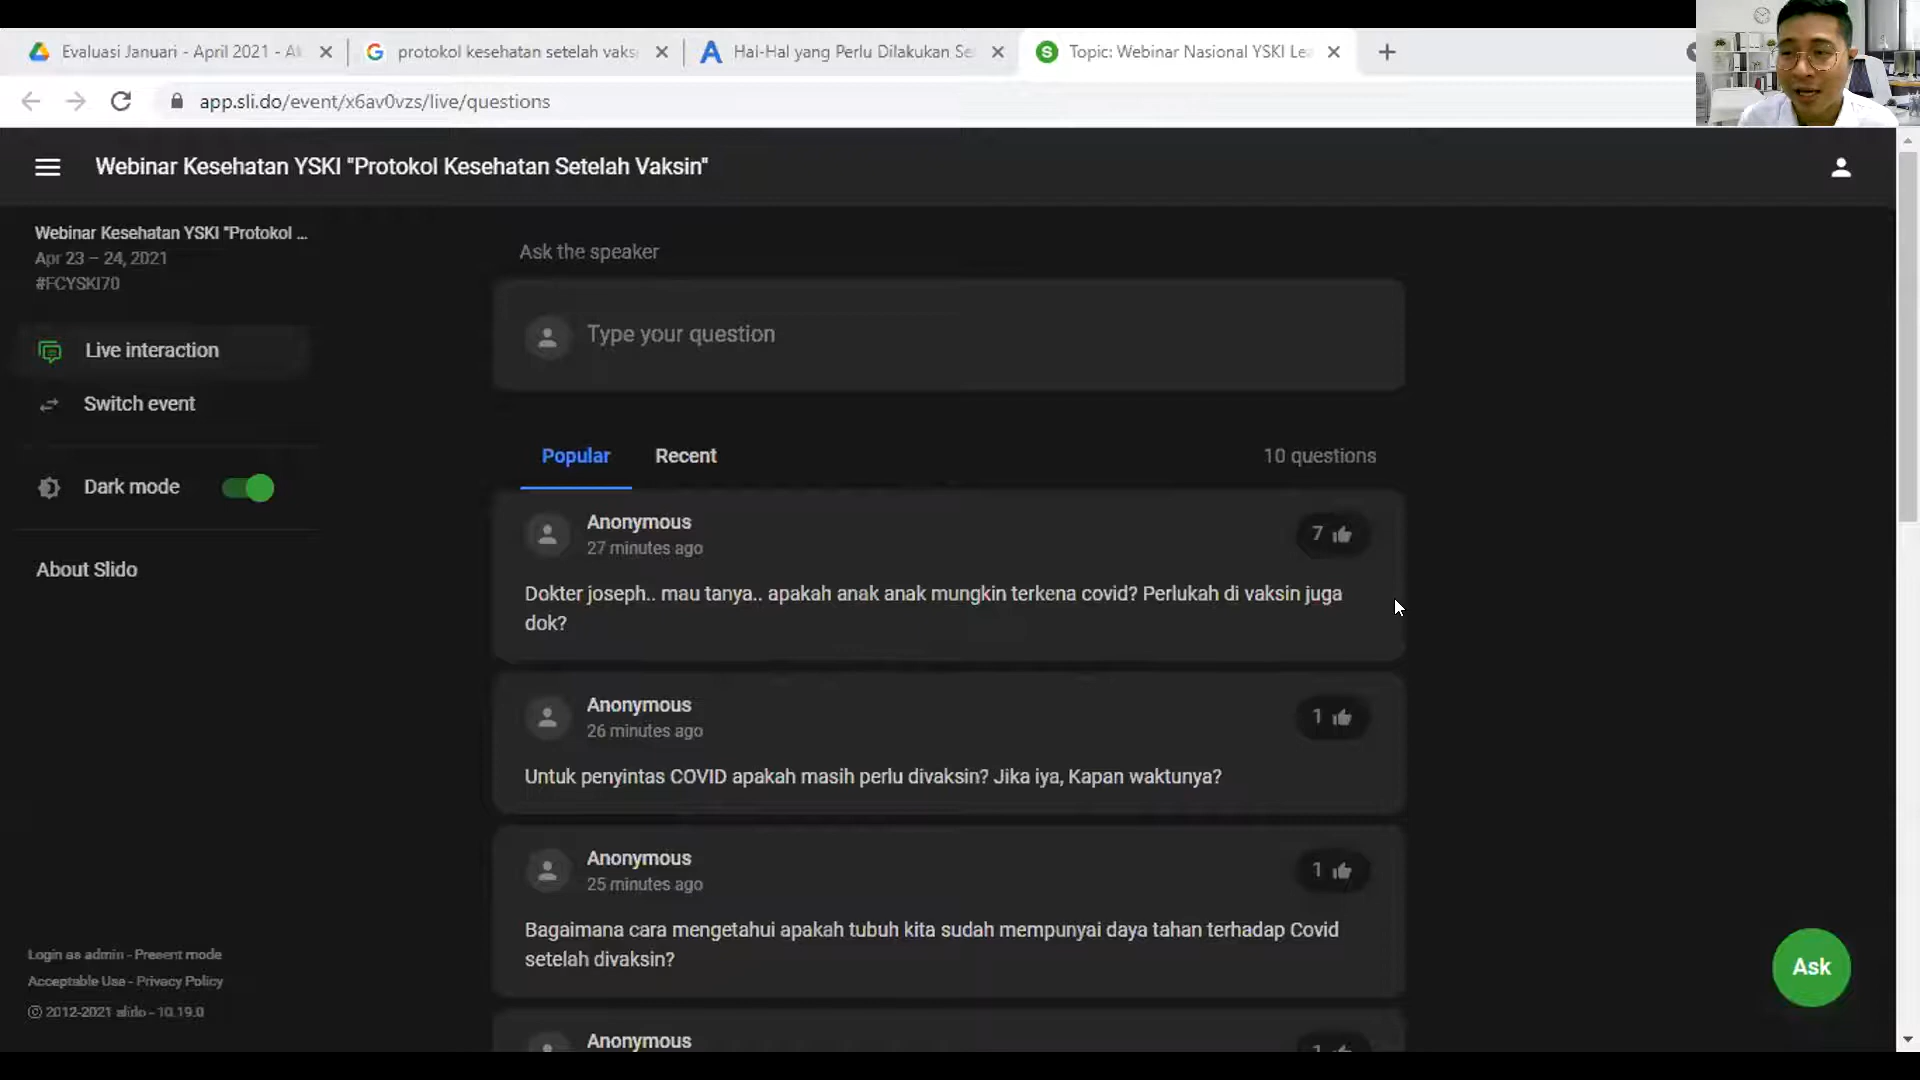 Evaluasi Januari - April 2021 - Al
protokol kesehatan setelah vaks
Hal-Hal yang Perlu Dilakukan Se
Topic: Webinar Nasional YSKI Le
app.sli.do/event/x6av0vzs/live/questions
Webinar Kesehatan YSKI "Protokol Kesehatan Setelah Vaksin"
Webinar Kesehatan YSKI "Protokol ...
Apr 23 – 24, 2021
#FCYSKI70
Live interaction
Switch event
Dark mode
About Slido
Login as admin - Present mode
Acceptable Use - Privacy Policy
© 2012-2021 slido - 10.19.0
Ask the speaker
Type your question
Popular Recent 10 questions
Anonymous
27 minutes ago
7
Dokter joseph.. mau tanya.. apakah anak anak mungkin terkena covid? Perlukah di vaksin juga
dok?
Anonymous
26 minutes ago
1
Untuk penyintas COVID apakah masih perlu divaksin? Jika iya, Kapan waktunya?
Anonymous
25 minutes ago
1
Bagaimana cara mengetahui apakah tubuh kita sudah mempunyai daya tahan terhadap Covid
setelah divaksin?
Anonymous
1
Ask